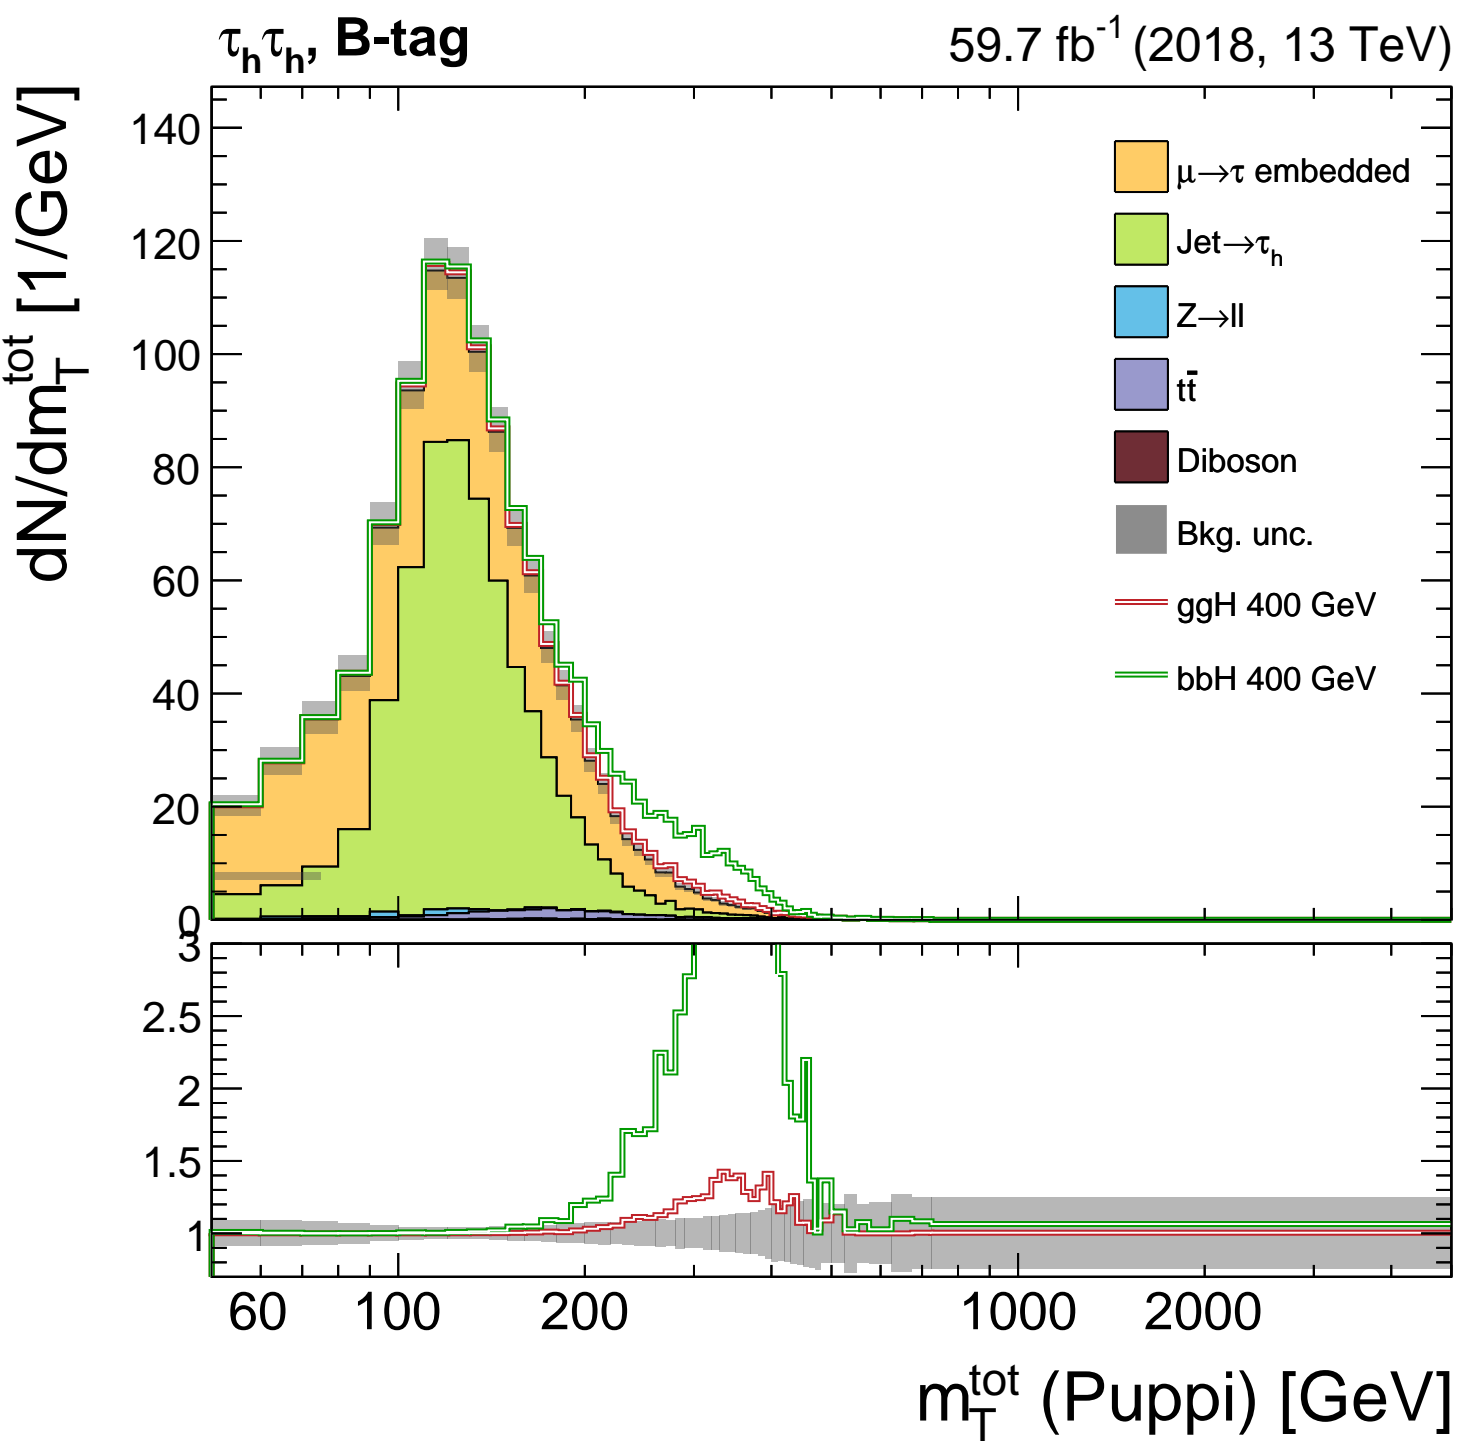 τhτh, B-tag
59.7 fb-1 (2018, 13 TeV)
dN/dmTtot [1/GeV]
140
120
100
80
60
40
20
0
μ→τ embedded
Jet→τh
Z→ll
tt̄
Diboson
Bkg. unc.
ggH 400 GeV
bbH 400 GeV
3
2.5
2
1.5
1
60 100 200 1000 2000
mTtot (Puppi) [GeV]